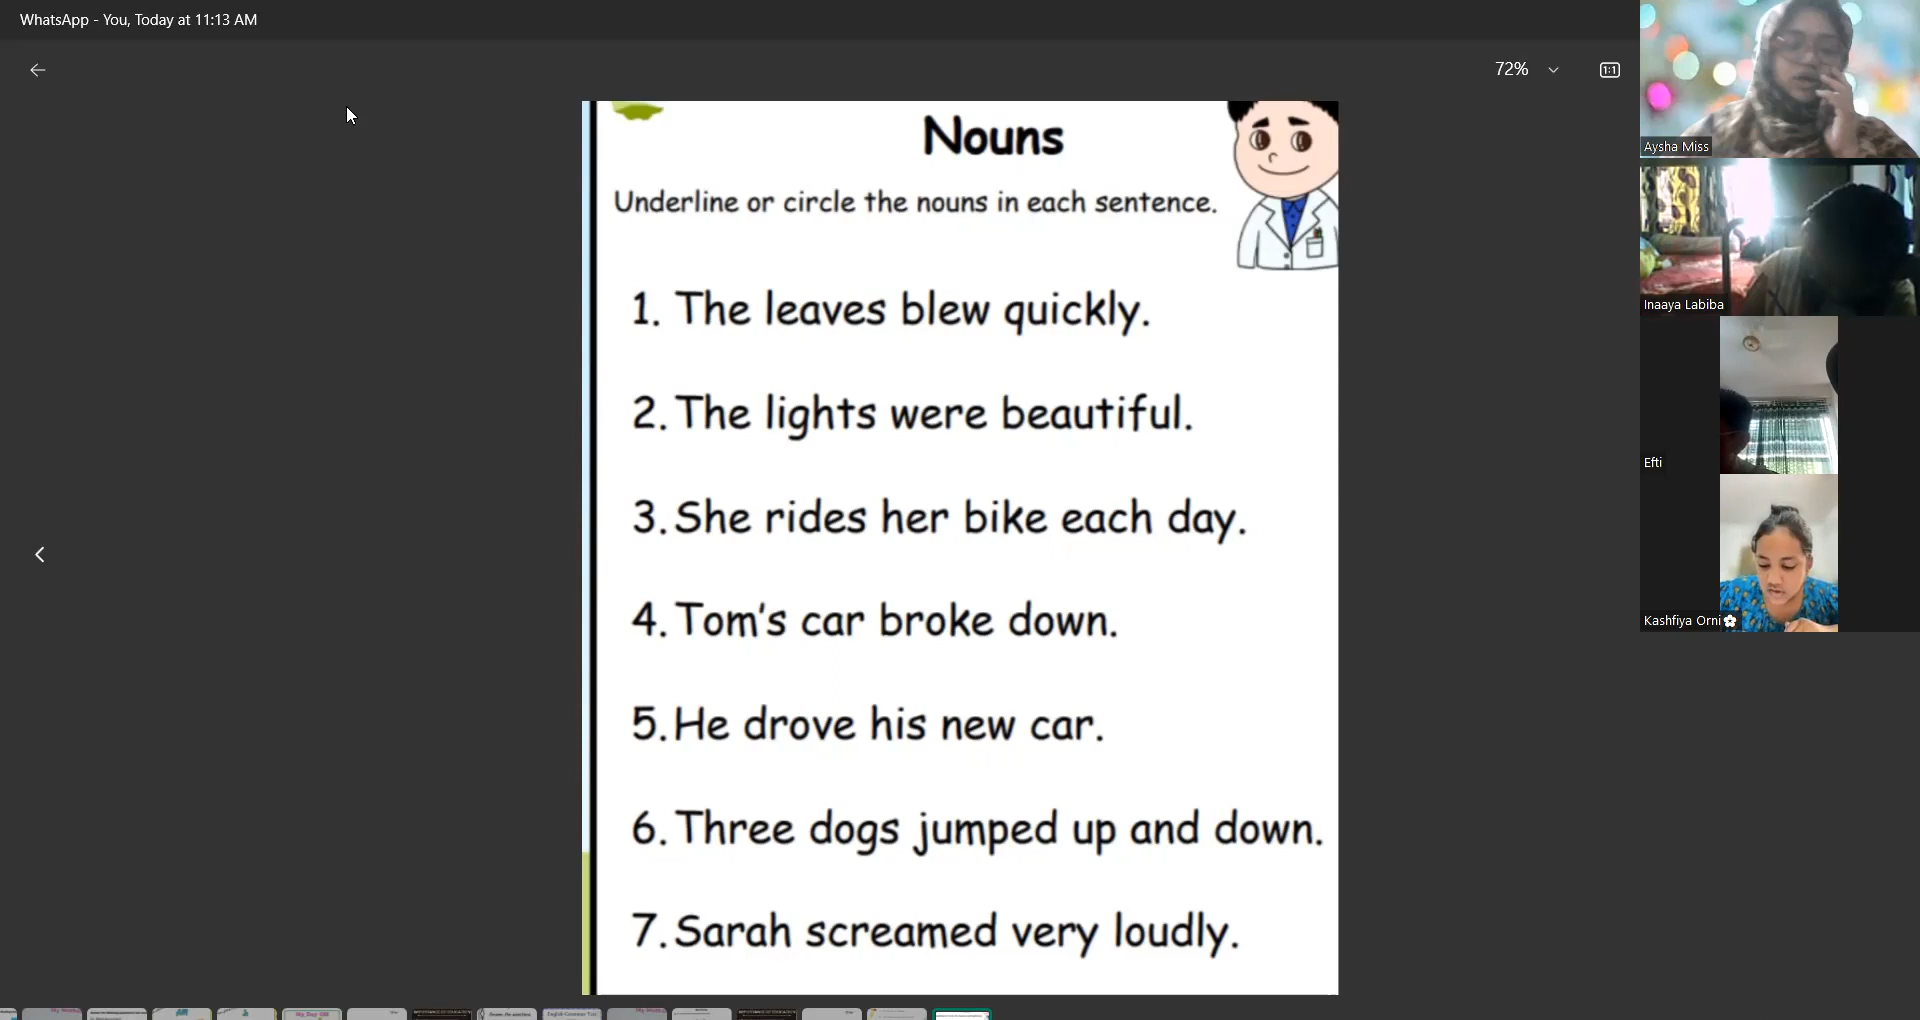 WhatsApp - You, Today at 11:13 AM
72%
1:1
Nouns
Underline or circle the nouns in each sentence.
1. The leaves blew quickly.
2. The lights were beautiful.
3. She rides her bike each day.
4. Tom's car broke down.
5. He drove his new car.
6. Three dogs jumped up and down.
7. Sarah screamed very loudly.
Aysha Miss
Inaaya Labiba
Efti
Kashfiya Orni